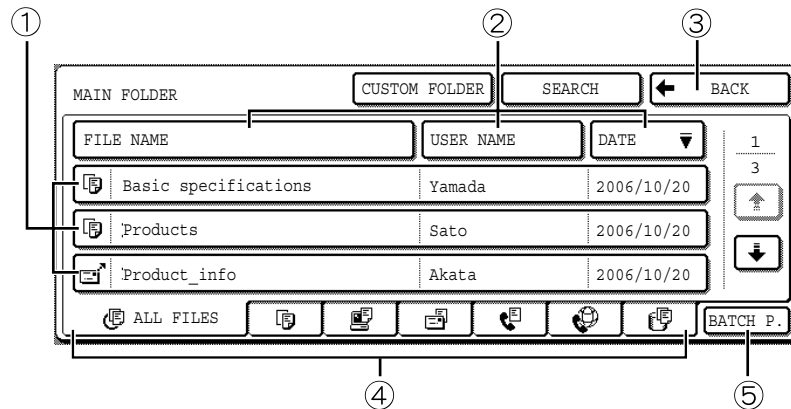 ① ② ③
MAIN FOLDER CUSTOM FOLDER SEARCH BACK
FILE NAME USER NAME DATE
1
3
Basic specifications Yamada 2006/10/20
Products Sato 2006/10/20
Product_info Akata 2006/10/20
ALL FILES BATCH P.
④ ⑤